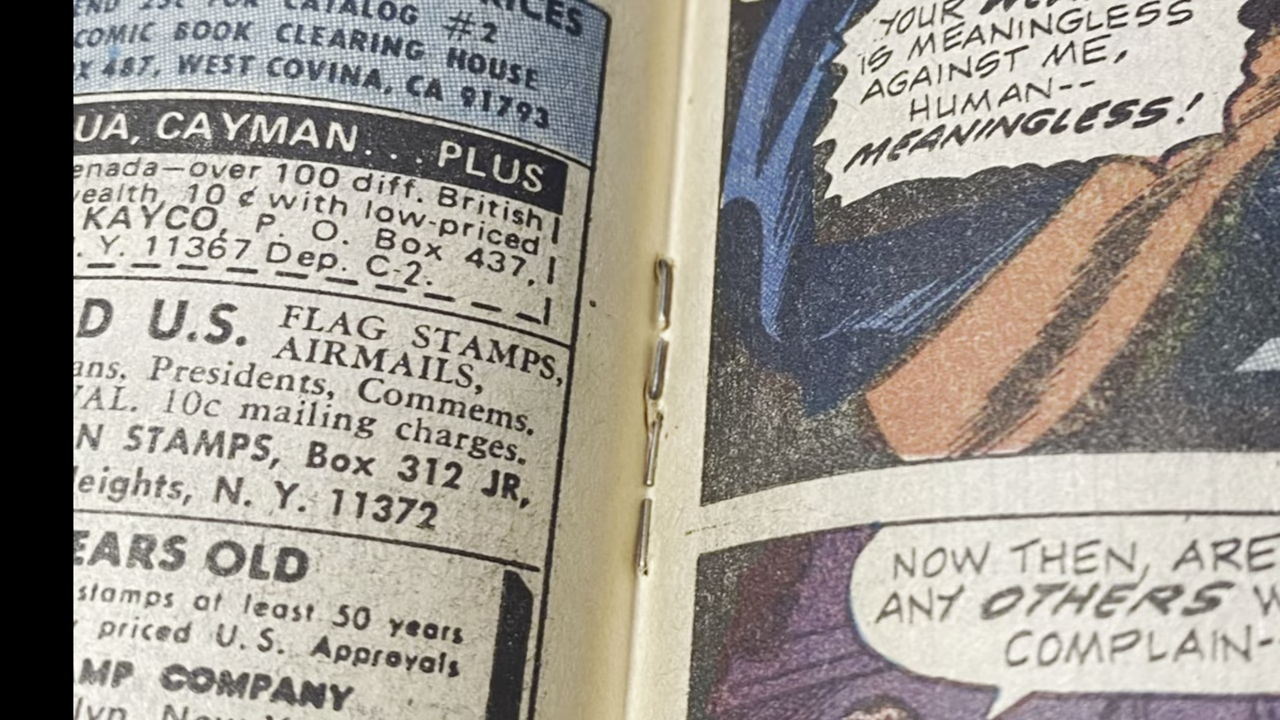 CATALOG #2
COMIC BOOK CLEARING HOUSE
487, WEST COVINA, CA 91793
UA, CAYMAN . . . PLUS
enada—over 100 diff. British
ealth, 10 ¢ with low-priced
KAYCO, P. O. Box 437,
. Y. 11367 Dep. C-2.
D U.S. FLAG STAMPS,
AIRMAILS,
ans. Presidents, Commems.
VAL. 10c mailing charges.
N STAMPS, Box 312 JR,
eights, N. Y. 11372
EARS OLD
stamps at least 50 years
priced U.S. Approvals
MP COMPANY
YOUR
IS MEANINGLESS
AGAINST ME,
HUMAN--
MEANINGLESS!
NOW THEN, ARE
ANY OTHERS W
COMPLAIN-